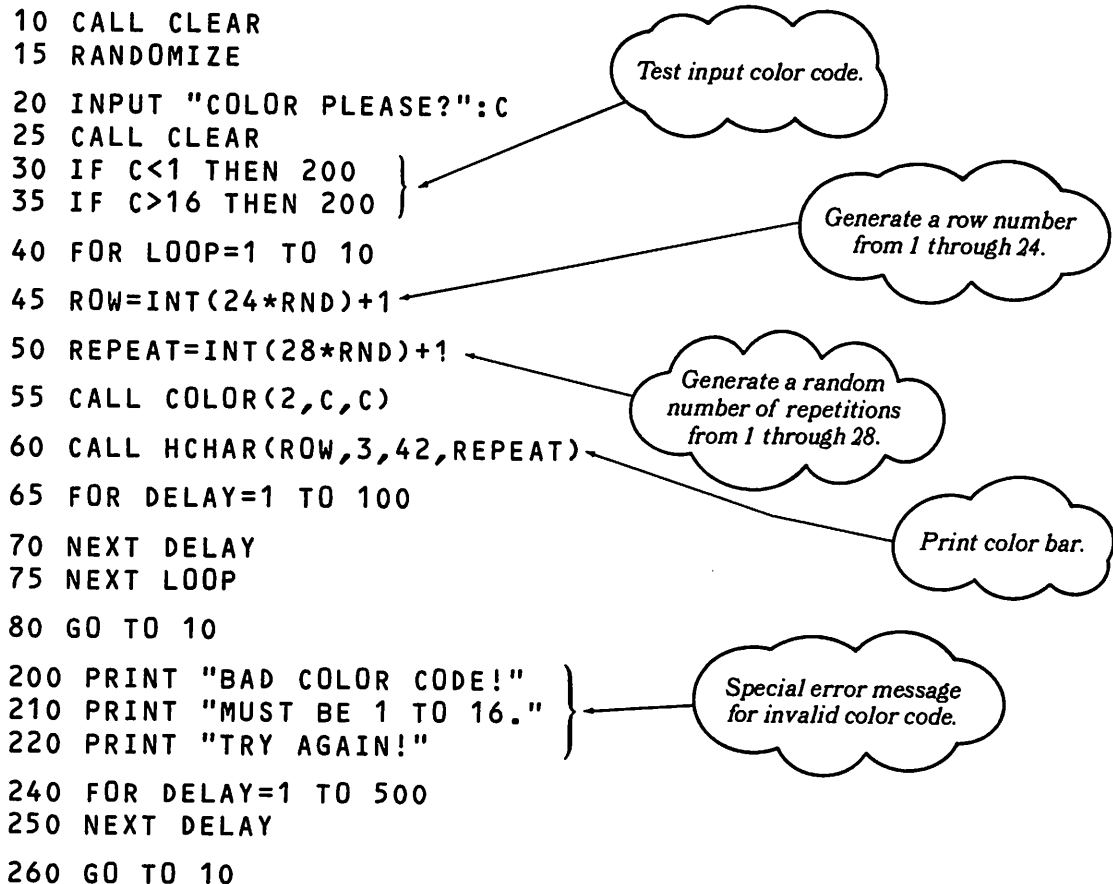 10 CALL CLEAR
15 RANDOMIZE
20 INPUT "COLOR PLEASE?":C
25 CALL CLEAR
30 IF C<1 THEN 200
35 IF C>16 THEN 200
Test input color code.
40 FOR LOOP=1 TO 10
45 ROW=INT(24*RND)+1
Generate a row number
from 1 through 24.
50 REPEAT=INT(28*RND)+1
Generate a random
number of repetitions
from 1 through 28.
55 CALL COLOR(2,C,C)
60 CALL HCHAR(ROW,3,42,REPEAT)
Print color bar.
65 FOR DELAY=1 TO 100
70 NEXT DELAY
75 NEXT LOOP
80 GO TO 10
200 PRINT "BAD COLOR CODE!"
210 PRINT "MUST BE 1 TO 16."
220 PRINT "TRY AGAIN!"
Special error message
for invalid color code.
240 FOR DELAY=1 TO 500
250 NEXT DELAY
260 GO TO 10